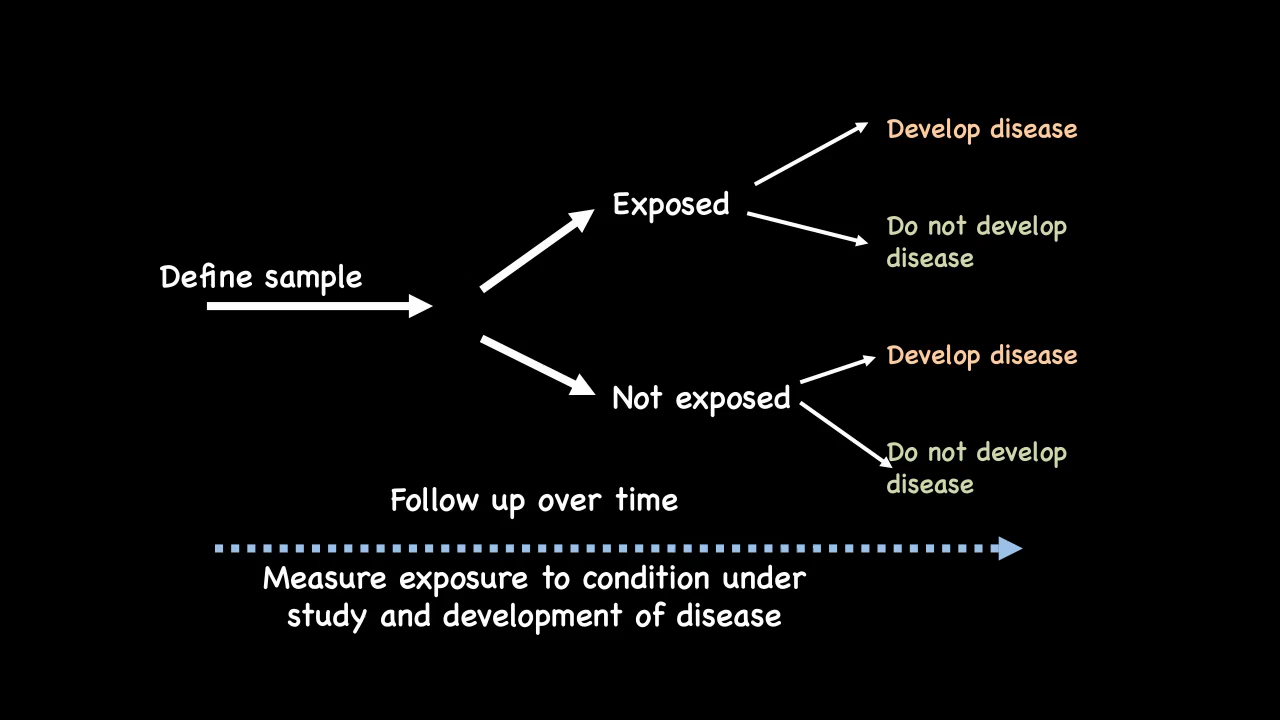 Develop disease
Exposed
Do not develop
disease
Define sample
Develop disease
Not exposed
Do not develop
disease
Follow up over time
Measure exposure to condition under
study and development of disease